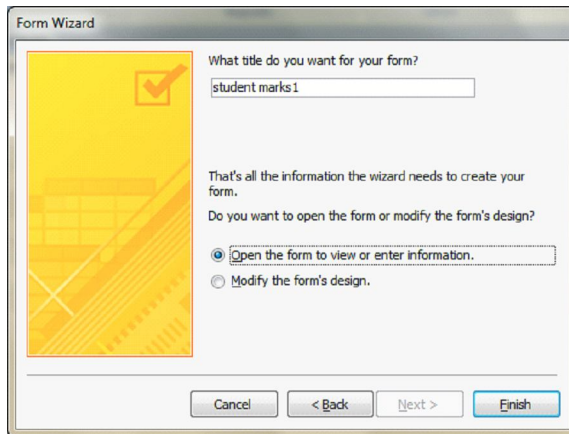 Form Wizard
What title do you want for your form?
student marks1
That's all the information the wizard needs to create your
form.
Do you want to open the form or modify the form's design?
Open the form to view or enter information.
Modify the form's design.
Cancel < Back Next > Finish